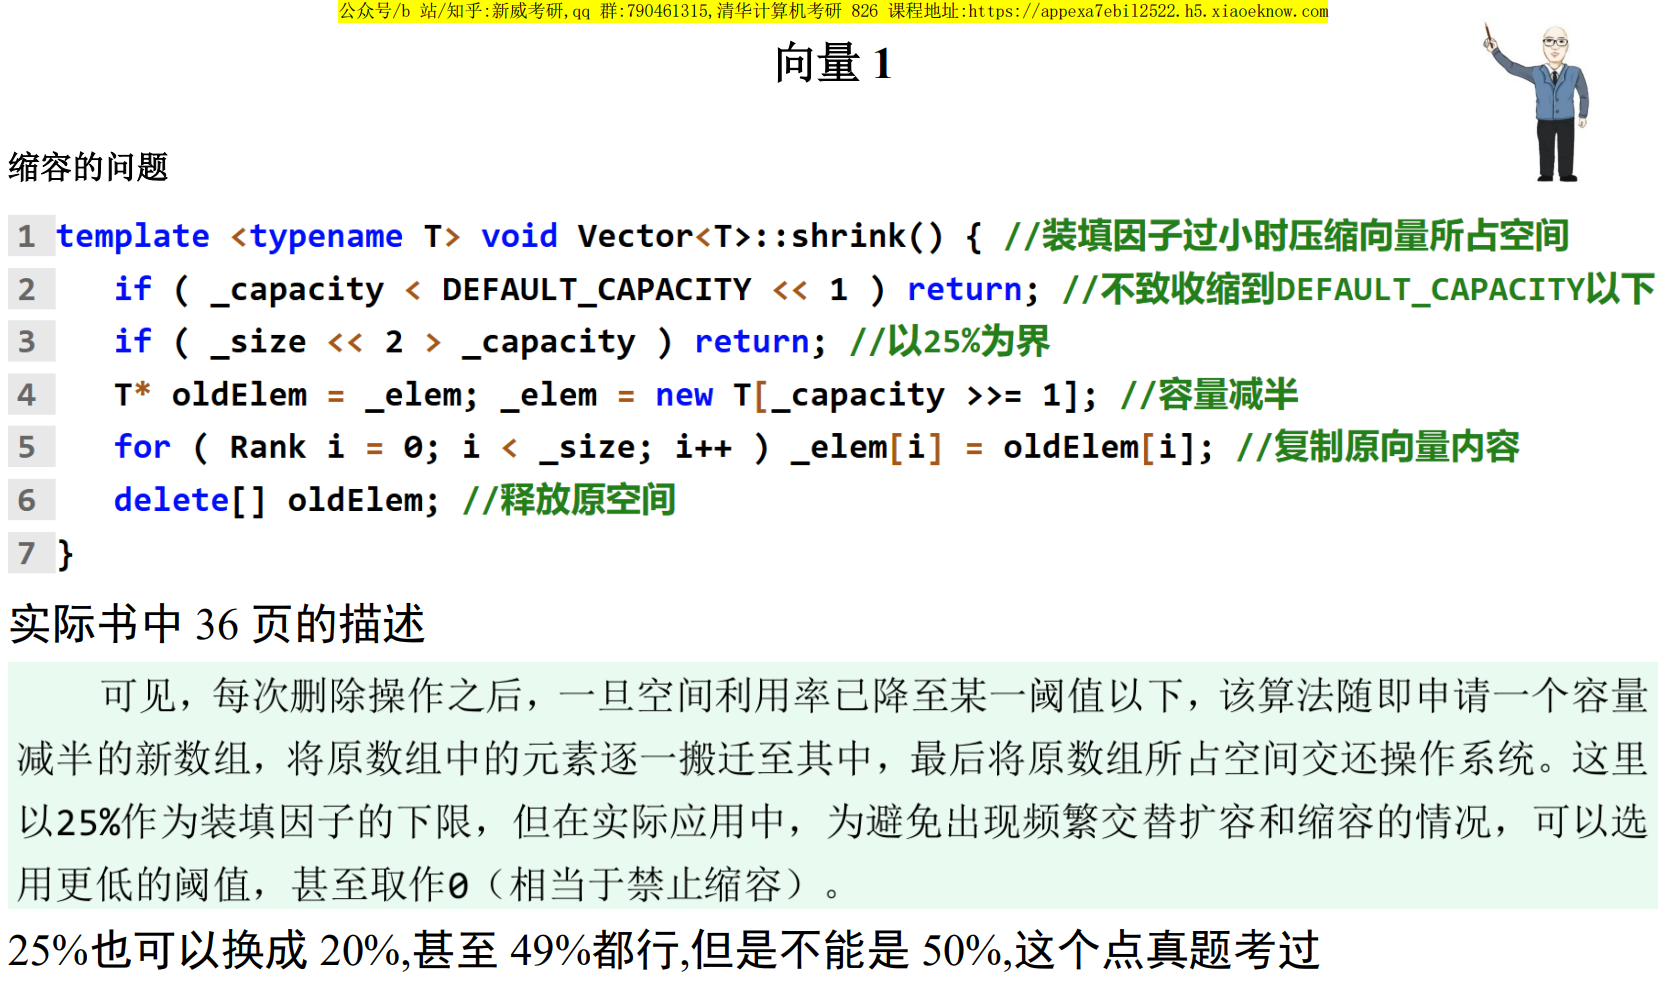 公众号/b 站/知乎:新威考研,qq 群:790461315,清华计算机考研 826 课程地址:https://appexa7ebil2522.h5.xiaoeknow.com
向量 1
缩容的问题
1 template <typename T> void Vector<T>::shrink() { //装填因子过小时压缩向量所占空间
2 if ( _capacity < DEFAULT_CAPACITY << 1 ) return; //不致收缩到DEFAULT_CAPACITY以下
3 if ( _size << 2 > _capacity ) return; //以25%为界
4 T* oldElem = _elem; _elem = new T[_capacity >>= 1]; //容量减半
5 for ( Rank i = 0; i < _size; i++ ) _elem[i] = oldElem[i]; //复制原向量内容
6 delete[] oldElem; //释放原空间
7 }
实际书中 36 页的描述
可见，每次删除操作之后，一旦空间利用率已降至某一阈值以下，该算法随即申请一个容量
减半的新数组，将原数组中的元素逐一搬迁至其中，最后将原数组所占空间交还操作系统。这里
以25%作为装填因子的下限，但在实际应用中，为避免出现频繁交替扩容和缩容的情况，可以选
用更低的阈值，甚至取作0（相当于禁止缩容）。
25%也可以换成 20%,甚至 49%都行,但是不能是 50%,这个点真题考过